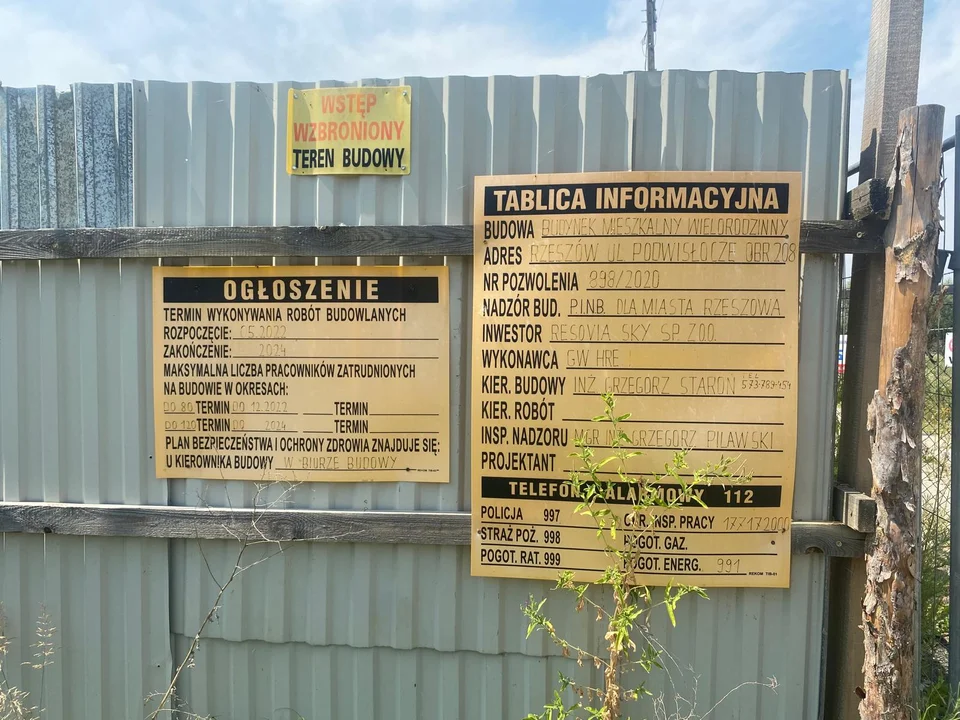 WSTĘP
WZBRONIONY
TEREN BUDOWY
OGŁOSZENIE
TERMIN WYKONYWANIA ROBÓT BUDOWLANYCH
ROZPOCZĘCIE: 05.2022
ZAKOŃCZENIE: 2024
MAKSYMALNA LICZBA PRACOWNIKÓW ZATRUDNIONYCH
NA BUDOWIE W OKRESACH:
DO 80 TERMIN DO 12.2022 TERMIN
DO 120 TERMIN DO 2024 TERMIN
PLAN BEZPIECZEŃSTWA I OCHRONY ZDROWIA ZNAJDUJE SIĘ:
U KIEROWNIKA BUDOWY W BIURZE BUDOWY
TABLICA INFORMACYJNA
BUDOWA BUDYNEK MIESZKALNY WIELORODZINNY
ADRES RZESZÓW UL PODWISŁOCZE OBR.208
NR POZWOLENIA 898/2020
NADZÓR BUD. P.I.N.B. DLA MIASTA RZESZOWA
INWESTOR RESOVIA SKY SP Z.O.O.
WYKONAWCA GW HRE
KIER. BUDOWY INŻ GRZEGORZ STAROŃ TEL 573-789-454
KIER. ROBÓT
INSP. NADZORU MGR INŻ GRZEGORZ PILAWSKI
PROJEKTANT
TELEFON ALARMOWY 112
POLICJA 997 OKR. INSP. PRACY
STRAŻ POŻ. 998 POGOT. GAZ.
POGOT. RAT. 999 POGOT. ENERG. 991